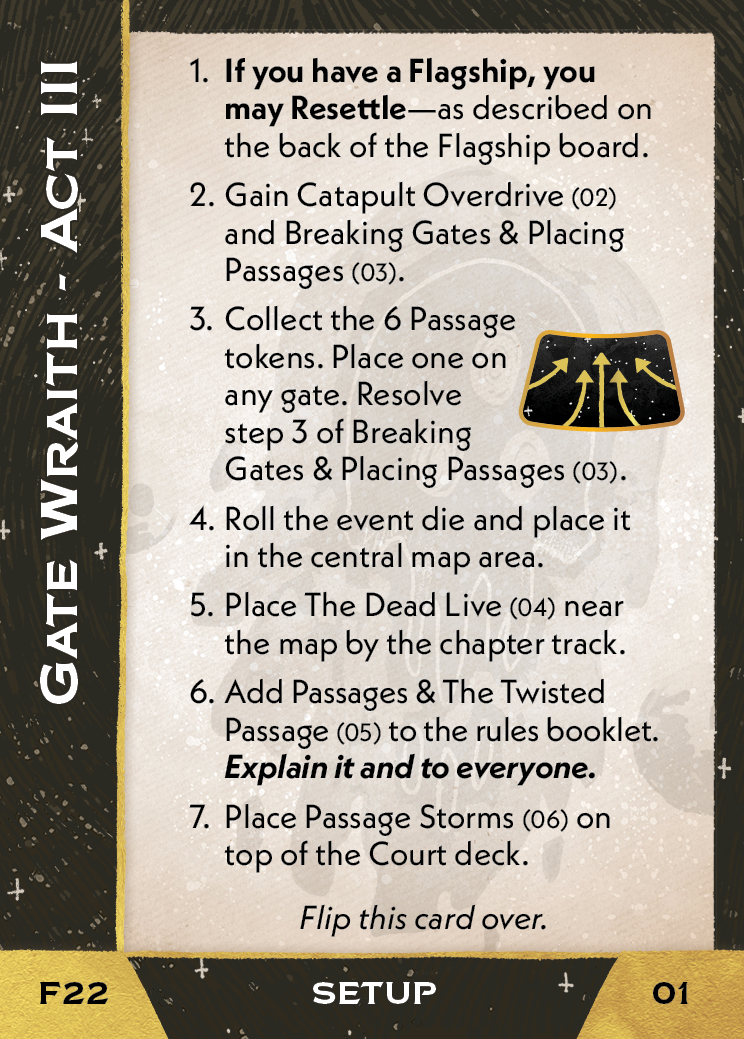 GATE WRAITH - ACT III
1. If you have a Flagship, you
may Resettle—as described on
the back of the Flagship board.
2. Gain Catapult Overdrive (02)
and Breaking Gates & Placing
Passages (03).
3. Collect the 6 Passage
tokens. Place one on
any gate. Resolve
step 3 of Breaking
Gates & Placing Passages (03).
4. Roll the event die and place it
in the central map area.
5. Place The Dead Live (04) near
the map by the chapter track.
6. Add Passages & The Twisted
Passage (05) to the rules booklet.
Explain it and to everyone.
7. Place Passage Storms (06) on
top of the Court deck.
Flip this card over.
F22 SETUP 01